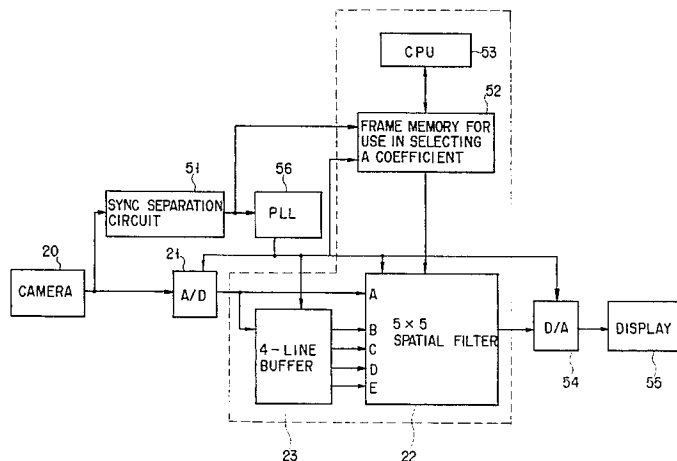 CPU
53
52
FRAME MEMORY FOR
USE IN SELECTING
A COEFFICIENT
51
56
SYNC SEPARATION
CIRCUIT
PLL
20
21
CAMERA
A/D
A
5 × 5
SPATIAL FILTER
B
C
D
E
4-LINE
BUFFER
D/A
DISPLAY
54
55
23
22